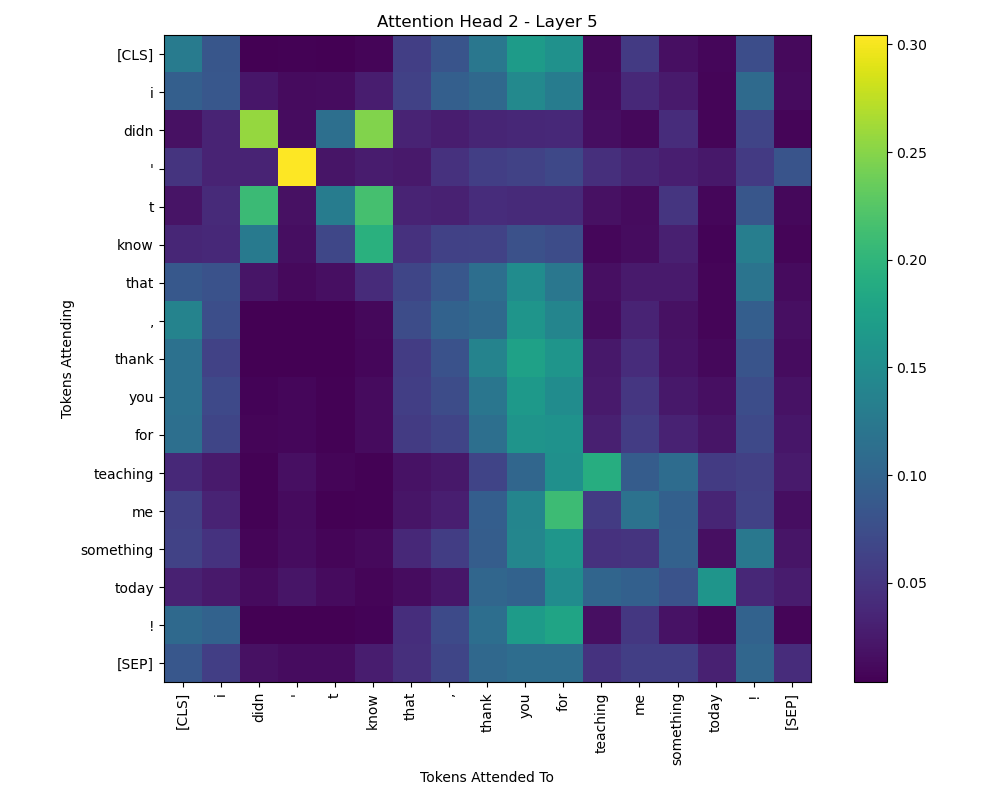 Attention Head 2 - Layer 5
[CLS]
i
didn
'
t
know
that
,
thank
you
for
teaching
me
something
today
!
[SEP]
Tokens Attending
[CLS]
i
didn
'
t
know
that
,
thank
you
for
teaching
me
something
today
!
[SEP]
Tokens Attended To
0.30
0.25
0.20
0.15
0.10
0.05